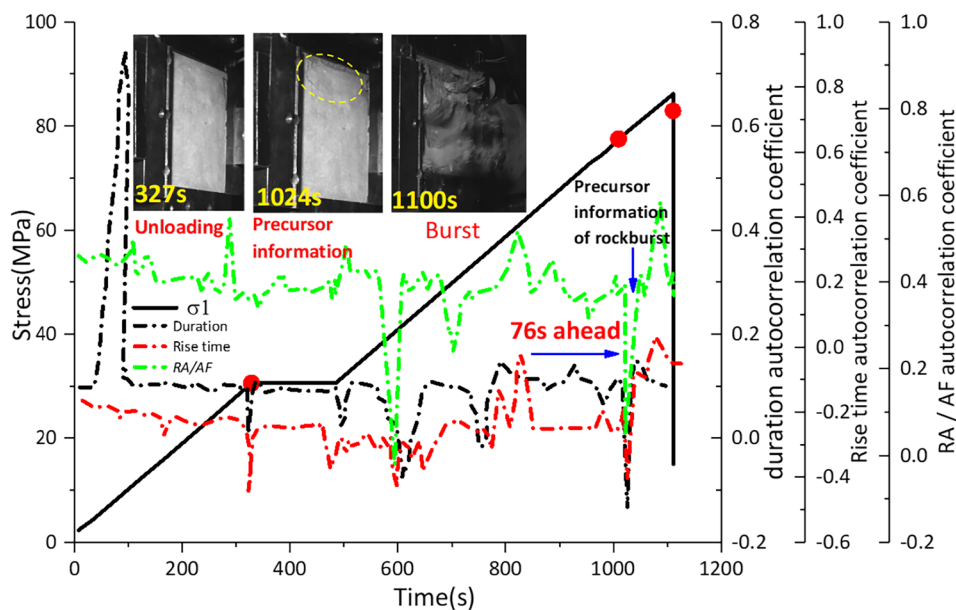 100
80
60
40
20
0
Stress(MPa)
327s
1024s
1100s
Unloading
Precursor
information
Burst
σ1
Duration
Rise time
RA/AF
Precursor
information
of rockburst
76s ahead
0
200
400
600
800
1000
1200
Time(s)
0.8
0.6
0.4
0.2
0.0
-0.2
duration autocorrelation coefficient
1.0
0.8
0.6
0.4
0.2
0.0
-0.2
-0.4
-0.6
Rise time autocorrelation coefficient
1.0
0.8
0.6
0.4
0.2
0.0
-0.2
RA / AF autocorrelation coefficient